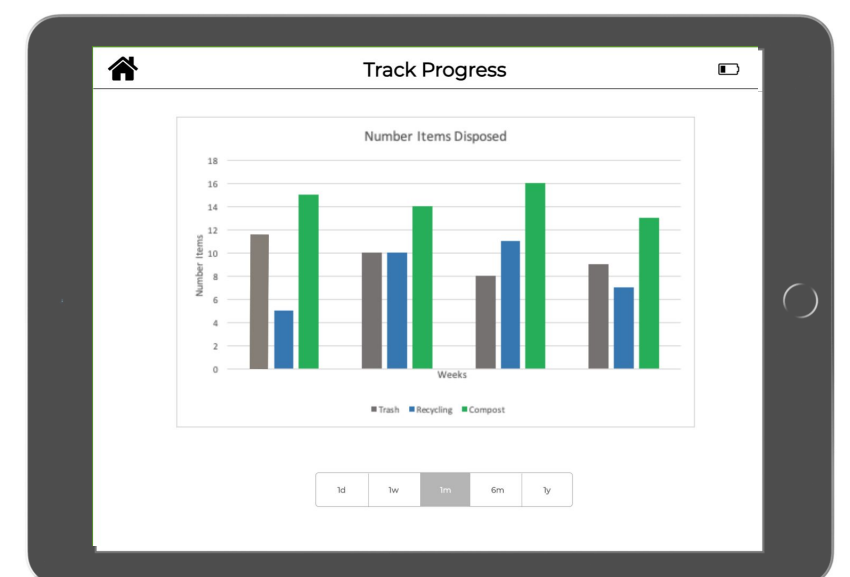 Track Progress
Number Items Disposed
18
16
14
12
10
8
6
4
2
0
Number Items
Weeks
Trash Recycling Compost
1d 1w 1m 6m 1y